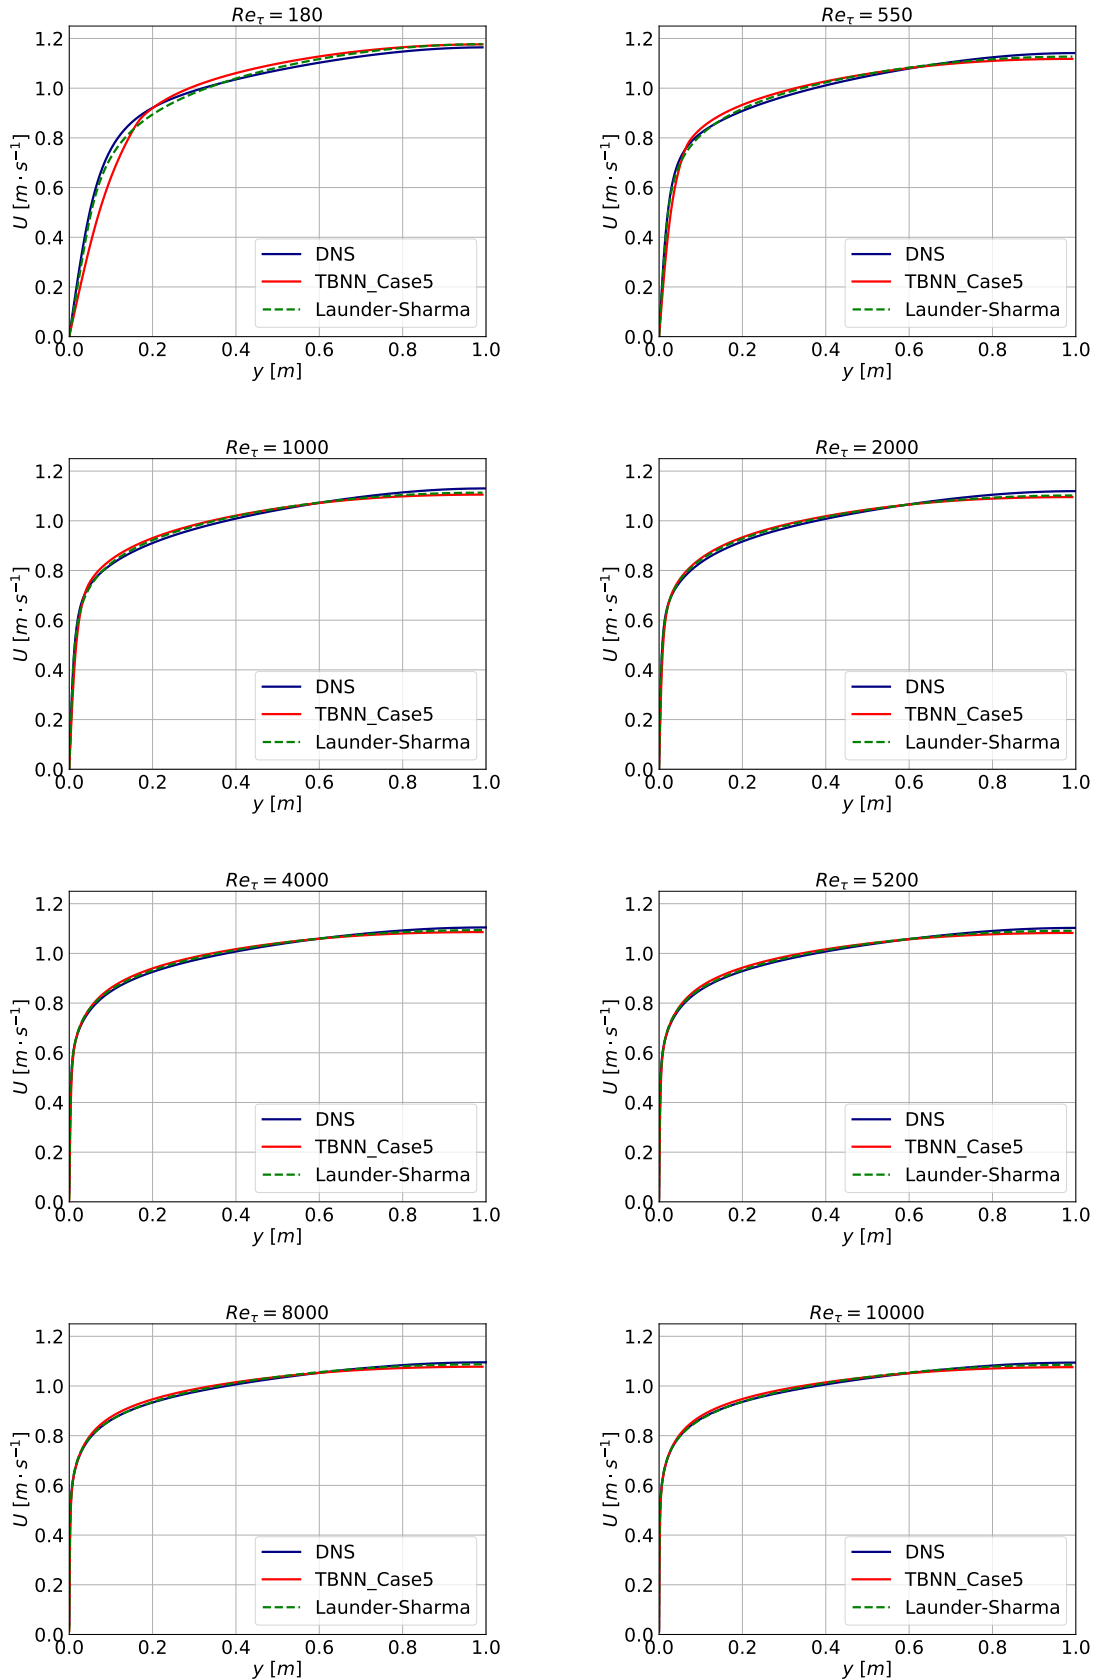 Re_τ = 180
1.2
1.0
0.8
0.6
0.4
0.2
0.0
U [m · s⁻¹]
DNS
TBNN_Case5
Launder-Sharma
0.0 0.2 0.4 0.6 0.8 1.0
y [m]
Re_τ = 550
1.2
1.0
0.8
0.6
0.4
0.2
0.0
U [m · s⁻¹]
DNS
TBNN_Case5
Launder-Sharma
0.0 0.2 0.4 0.6 0.8 1.0
y [m]
Re_τ = 1000
1.2
1.0
0.8
0.6
0.4
0.2
0.0
U [m · s⁻¹]
DNS
TBNN_Case5
Launder-Sharma
0.0 0.2 0.4 0.6 0.8 1.0
y [m]
Re_τ = 2000
1.2
1.0
0.8
0.6
0.4
0.2
0.0
U [m · s⁻¹]
DNS
TBNN_Case5
Launder-Sharma
0.0 0.2 0.4 0.6 0.8 1.0
y [m]
Re_τ = 4000
1.2
1.0
0.8
0.6
0.4
0.2
0.0
U [m · s⁻¹]
DNS
TBNN_Case5
Launder-Sharma
0.0 0.2 0.4 0.6 0.8 1.0
y [m]
Re_τ = 5200
1.2
1.0
0.8
0.6
0.4
0.2
0.0
U [m · s⁻¹]
DNS
TBNN_Case5
Launder-Sharma
0.0 0.2 0.4 0.6 0.8 1.0
y [m]
Re_τ = 8000
1.2
1.0
0.8
0.6
0.4
0.2
0.0
U [m · s⁻¹]
DNS
TBNN_Case5
Launder-Sharma
0.0 0.2 0.4 0.6 0.8 1.0
y [m]
Re_τ = 10000
1.2
1.0
0.8
0.6
0.4
0.2
0.0
U [m · s⁻¹]
DNS
TBNN_Case5
Launder-Sharma
0.0 0.2 0.4 0.6 0.8 1.0
y [m]